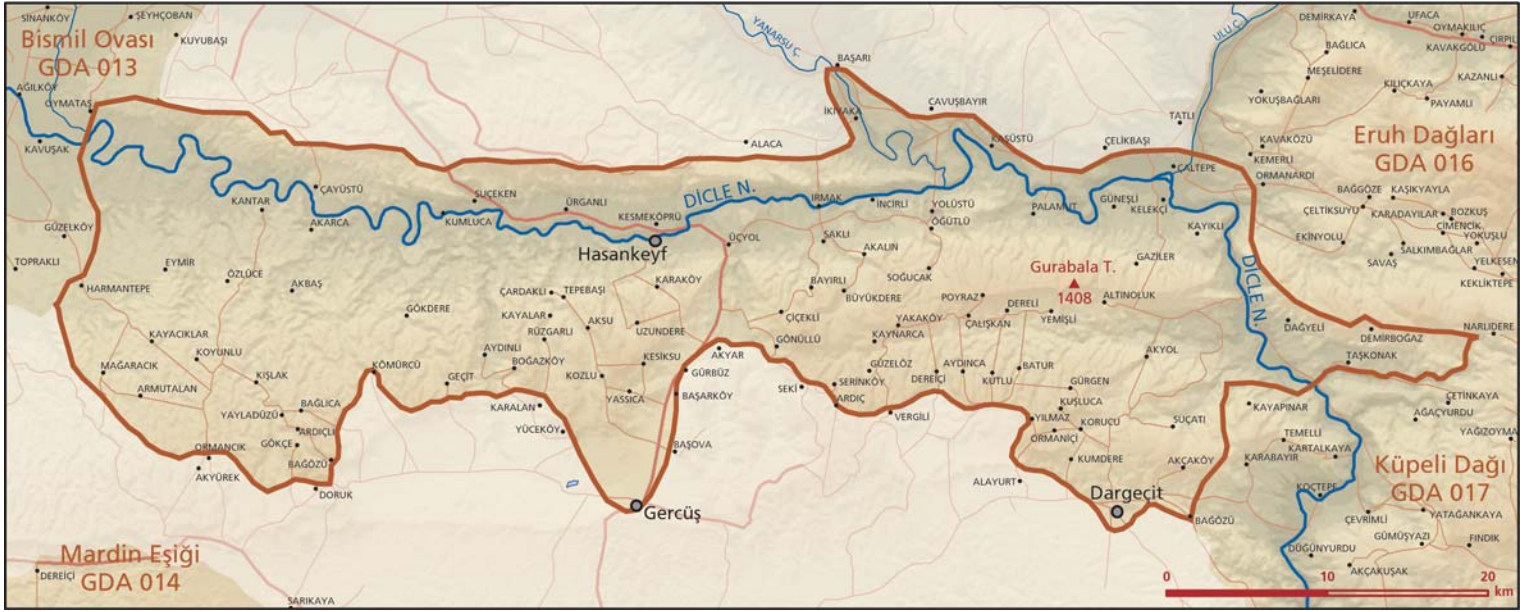 SİNANKÖY
ŞEYHÇOBAN
KUYUBAŞI
Bismil Ovası
GDA 013
AĞILKÖY
OYMATAŞ
KAVUŞAK
YANARSU Ç.
BAŞARI
İKİYAKA
ÇAVUŞBAYIR
ALACA
KAŞÜSTÜ
ÇELİKBAŞI
TATLI
ULU Ç.
ÇALTEPE
DEMİRKAYA
UFACA
OYMAKILIÇ
ÇIRPILI
KAVAKGÖLÜ
BAĞLICA
MEŞELİDERE
KAZANLI
KILIÇKAYA
YOKUŞBAĞLARI
PAYAMLI
Eruh Dağları
GDA 016
KAVAKÖZÜ
KEMERLİ
ORMANARDI
BAĞGÖZE
KAŞIKYAYLA
ÇELTİKSUYU
KARADAYILAR
BOZKUŞ
CİMENCİK
EKİNYOLU
SALKIMBAĞLAR
YOKUŞLU
SAVAŞ
YELKESEN
KEKLİKTEPE
GÜZELKÖY
TOPRAKLI
HARMANTEPE
KANTAR
ÇAYÜSTÜ
AKARCA
SUÇEKEN
KUMLUCA
ÜRGANLI
KESMEKÖPRÜ
DİCLE N.
Hasankeyf
ÜÇYOL
IRMAK
İNCİRLİ
YOLÜSTÜ
ÖĞÜTLÜ
PALAMUT
GÜNEŞLİ
KELEKÇİ
KAYIKLI
SAKLI
AKALIN
EYMİR
ÖZLÜCE
AKBAŞ
GÖKDERE
ÇARDAKLI
TEPEBAŞI
KARAKÖY
BAYIRLI
BÜYÜKDERE
SOĞUCAK
GAZİLER
DİCLE N.
Gurabala T.
1408
KAYALAR
RÜZGARLI
AKSU
UZUNDERE
ÇİÇEKLİ
POYRAZ
DERELİ
YEMİŞLİ
ALTINOLUK
YAKAKÖY
ÇALIŞKAN
KAYNARCA
DAĞYELİ
DEMİRBOĞAZ
NARLIDERE
TAŞKONAK
KAYACIKLAR
KOYUNLU
MAĞARACIK
ARMUTALAN
KIŞLAK
KÖMÜRCÜ
AYDINLI
BOĞAZKÖY
GEÇİT
KOZLU
KESİKSU
AKYAR
GÜRBÜZ
GÖNÜLLÜ
YASSICA
BAŞARKÖY
SEKİ
SERİNKÖY
ARDIÇ
GÜZELÖZ
DEREİÇİ
AYDINCA
KUTLU
BATUR
AKYOL
GÜRGEN
KUŞLUCA
YILMAZ
VERGİLİ
KORUCU
ORMANİÇİ
SUÇATI
KUMDERE
AKÇAKÖY
YAYLADÜZÜ
BAĞLICA
ARDIÇLI
GÖKÇE
ORMANCIK
AKYÜREK
BAĞÖZÜ
DORUK
KARALAN
YÜCEKÖY
BAŞOVA
Gercüş
ALAYURT
Dargeçit
BAĞÖZÜ
KAYAPINAR
TEMELLİ
KARTALKAYA
KARABAYIR
KOÇTEPE
ÇETİNKAYA
AĞAÇYURDU
YAĞIZOYMA
Küpeli Dağı
GDA 017
ÇEVRİMLİ
YATAĞANKAYA
GÜMÜŞYAZI
FINDIK
DÜĞÜNYURDU
AKÇAKUŞAK
Mardin Eşiği
GDA 014
DEREİÇİ
SARIKAYA
0 10 20
km